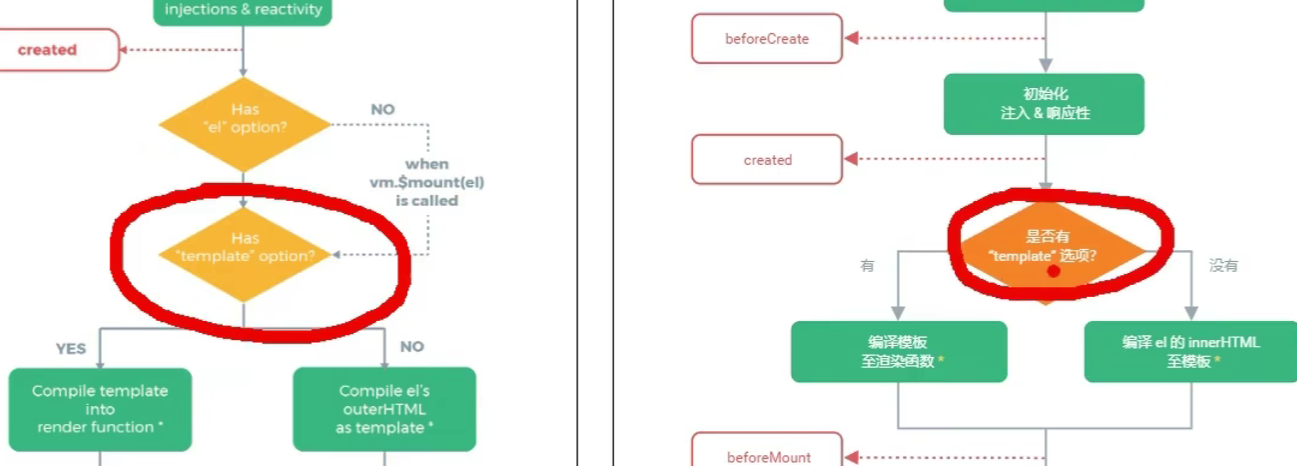 injections & reactivity
created
Has
"el" option?
NO
when
vm.$mount(el)
is called
Has
"template" option?
YES
NO
Compile template
into
render function *
Compile el's
outerHTML
as template *
beforeCreate
初始化
注入 & 响应性
created
是否有
"template" 选项?
有
没有
编译模板
至渲染函数 *
编译 el 的 innerHTML
至模板 *
beforeMount